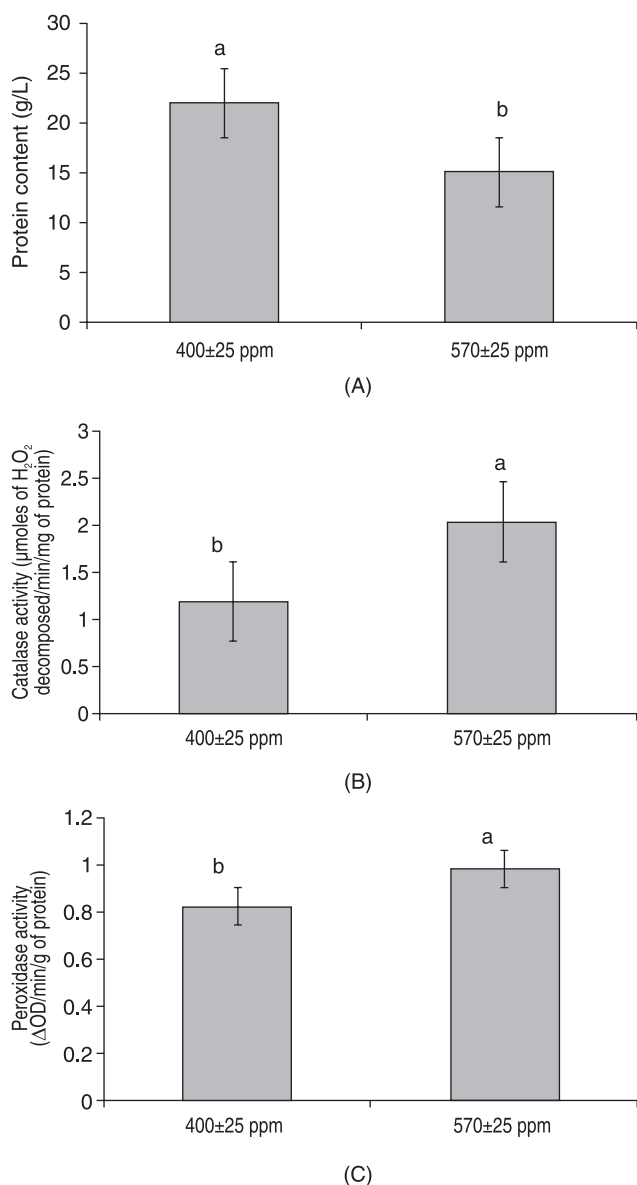 30
25
20
15
10
5
0
Protein content (g/L)
a
b
400±25 ppm
570±25 ppm
(A)
3
2.5
2
1.5
1
0.5
0
Catalase activity (µmoles of H₂O₂
decomposed/min/mg of protein)
b
a
400±25 ppm
570±25 ppm
(B)
1.2
1
0.8
0.6
0.4
0.2
0
Peroxidase activity
(ΔOD/min/g of protein)
b
a
400±25 ppm
570±25 ppm
(C)